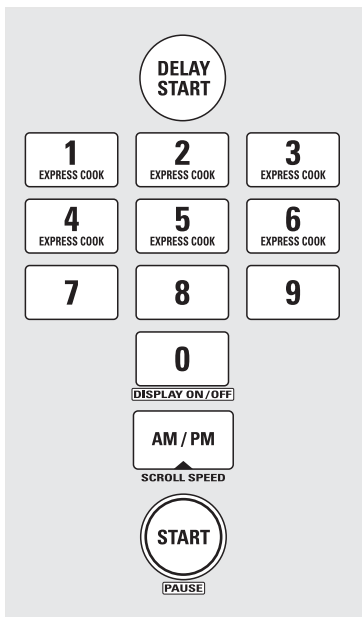 DELAY
START
1 2 3
EXPRESS COOK EXPRESS COOK EXPRESS COOK
4 5 6
EXPRESS COOK EXPRESS COOK EXPRESS COOK
7 8 9
0
DISPLAY ON/OFF
AM / PM
SCROLL SPEED
START
PAUSE